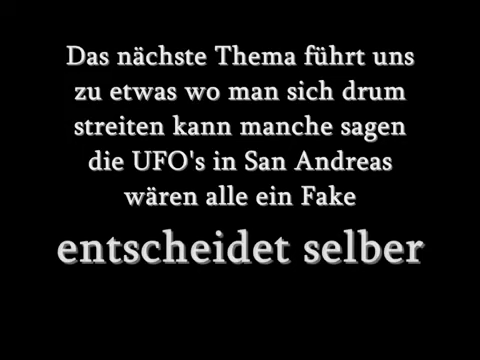 Das nächste Thema führt uns
zu etwas wo man sich drum
streiten kann manche sagen
die UFO's in San Andreas
wären alle ein Fake
entscheidet selber